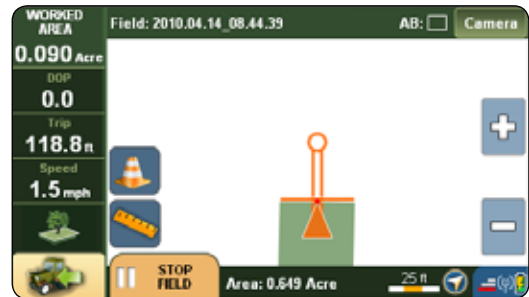 WORKED
AREA
0.090 Acre
DOP
0.0
Trip
118.8 ft
Speed
1.5 mph
Field: 2010.04.14_08.44.39
AB:
Camera
STOP
FIELD
Area: 0.649 Acre
25 ft